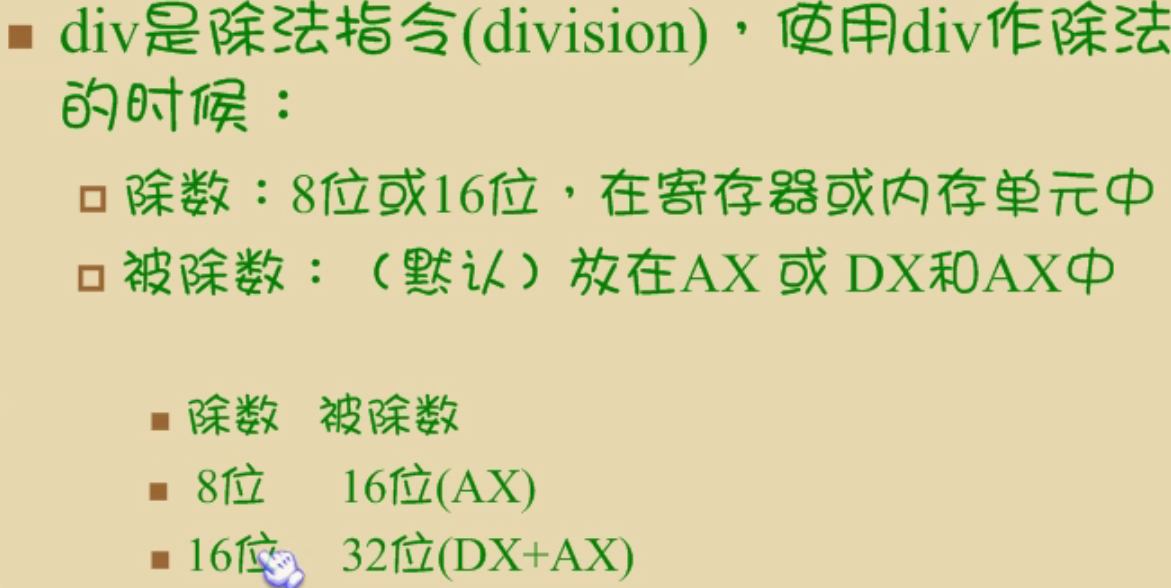 div是除法指令(division)，使用div作除法
的时候：
除数：8位或16位，在寄存器或内存单元中
被除数：（默认）放在AX 或 DX和AX中
除数 被除数
8位 16位(AX)
16位 32位(DX+AX)